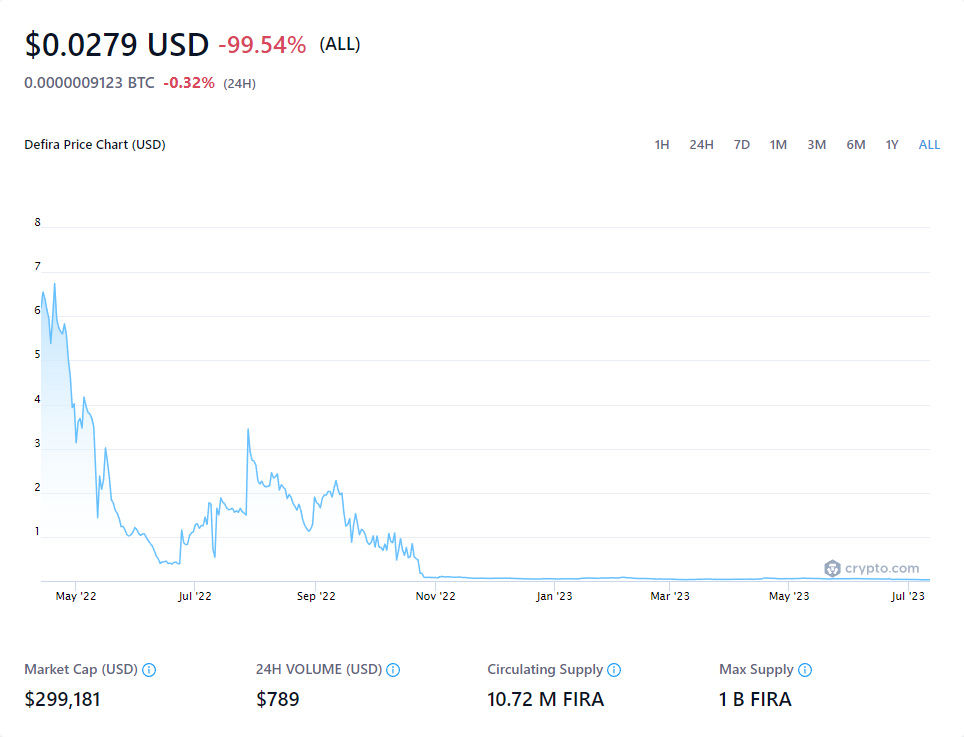 $0.0279 USD -99.54% (ALL)
0.0000009123 BTC -0.32% (24H)
Defira Price Chart (USD) 1H 24H 7D 1M 3M 6M 1Y ALL
8
7
6
5
4
3
2
1
crypto.com
May '22 Jul '22 Sep '22 Nov '22 Jan '23 Mar '23 May '23 Jul '23
Market Cap (USD) 24H VOLUME (USD) Circulating Supply Max Supply
$299,181 $789 10.72 M FIRA 1 B FIRA